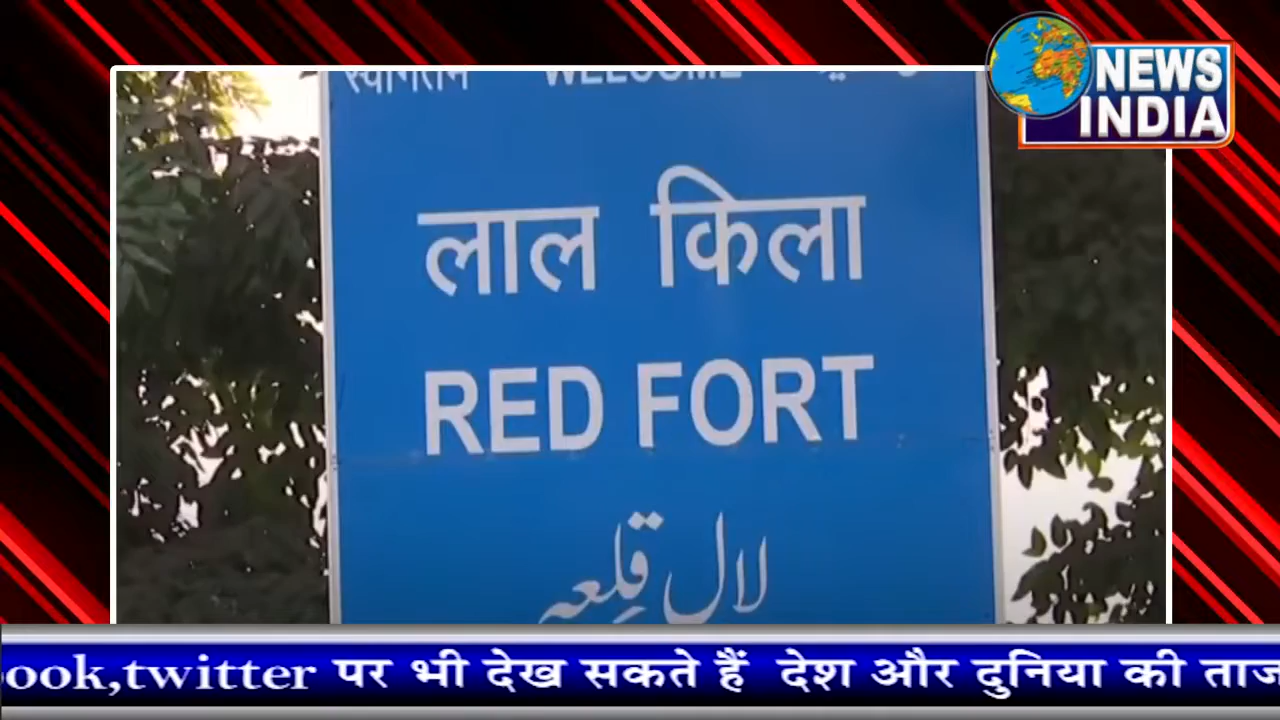 स्वागतम WELCOME
NEWS
INDIA
लाल किला
RED FORT
لال قلعہ
ook,twitter पर भी देख सकते हैं देश और दुनिया की ताज